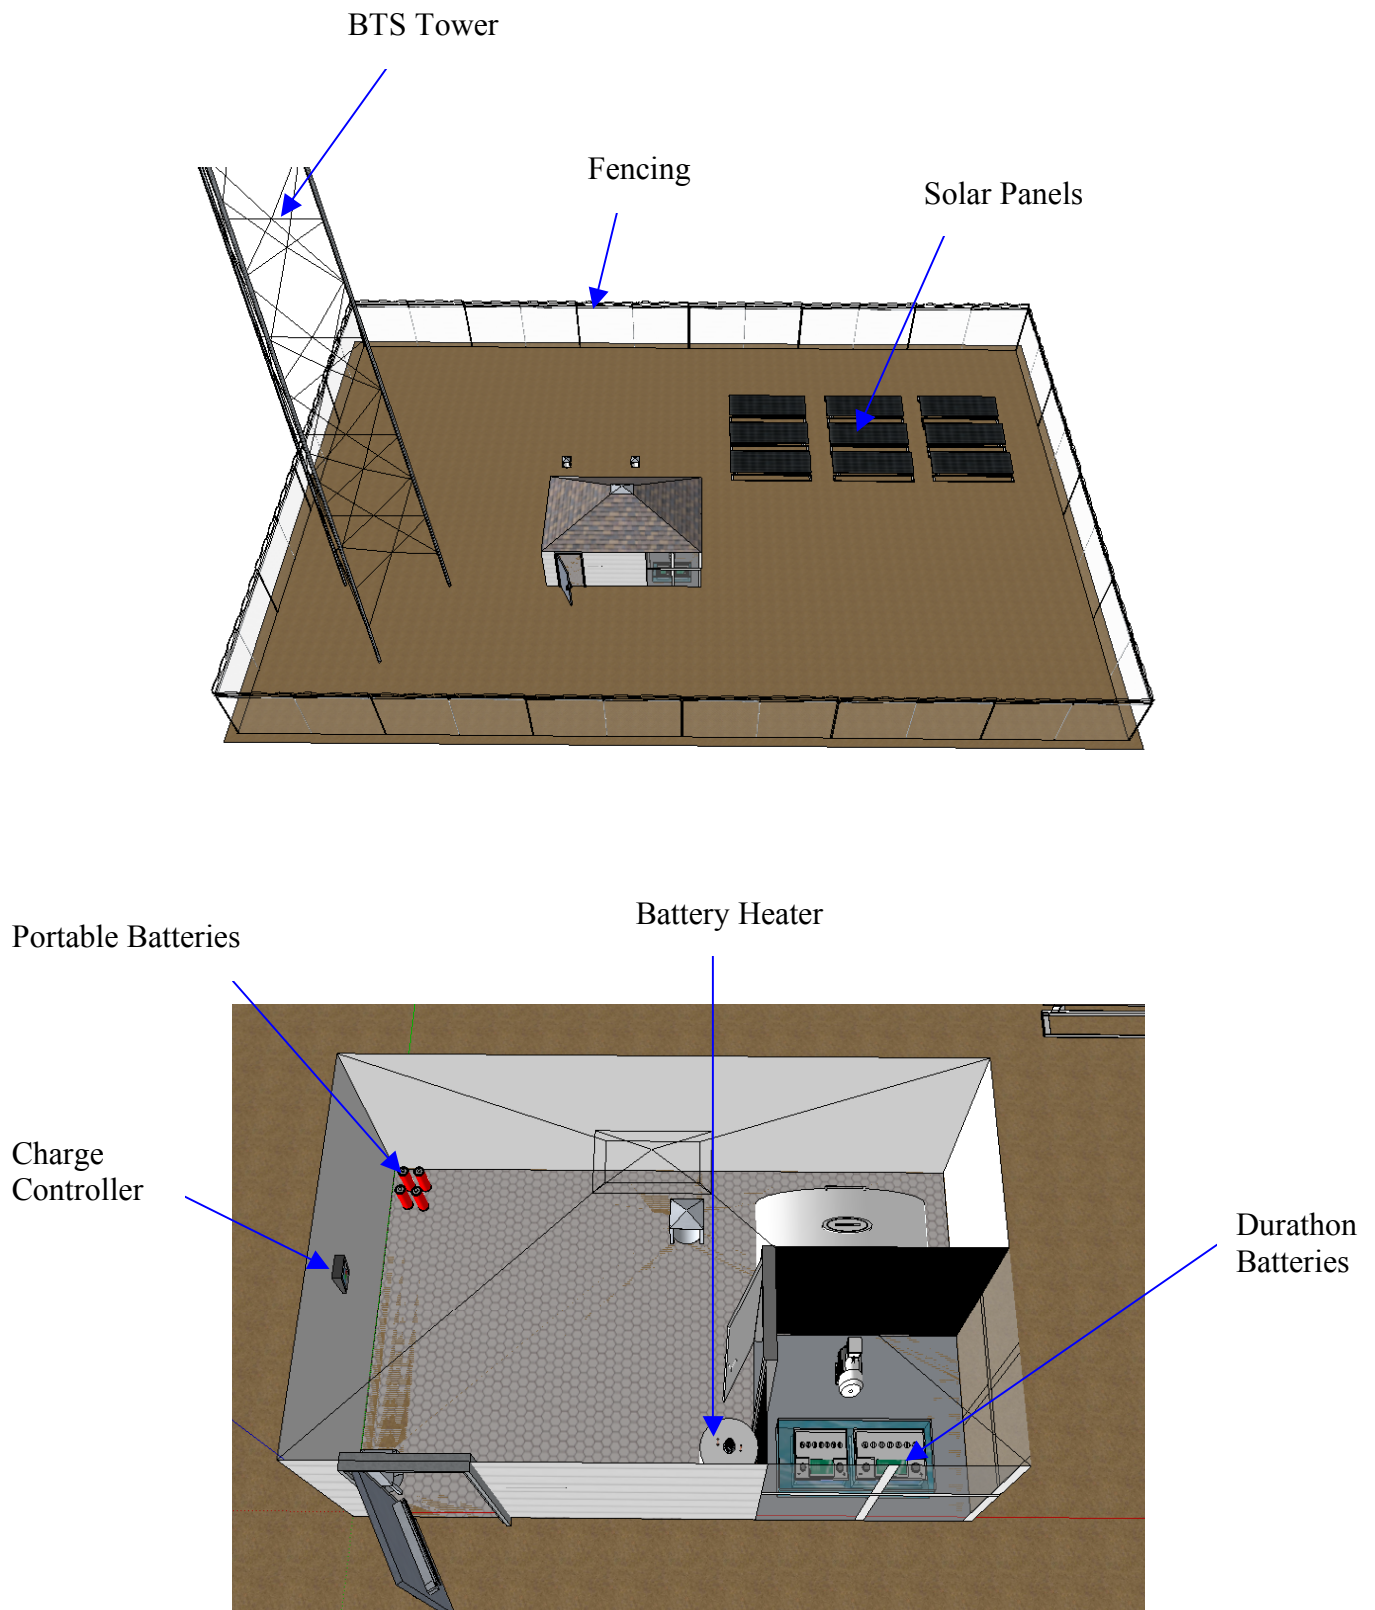 BTS Tower
Fencing
Solar Panels
Battery Heater
Portable Batteries
Charge
Controller
Durathon
Batteries